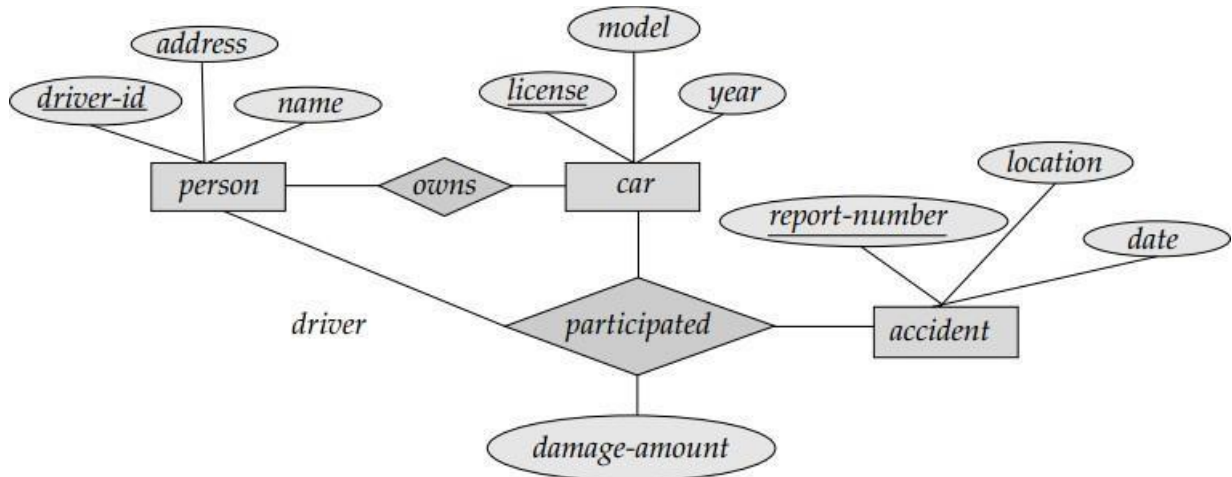 model
address
driver-id
name
license
year
location
person
owns
car
report-number
date
driver
participated
accident
damage-amount